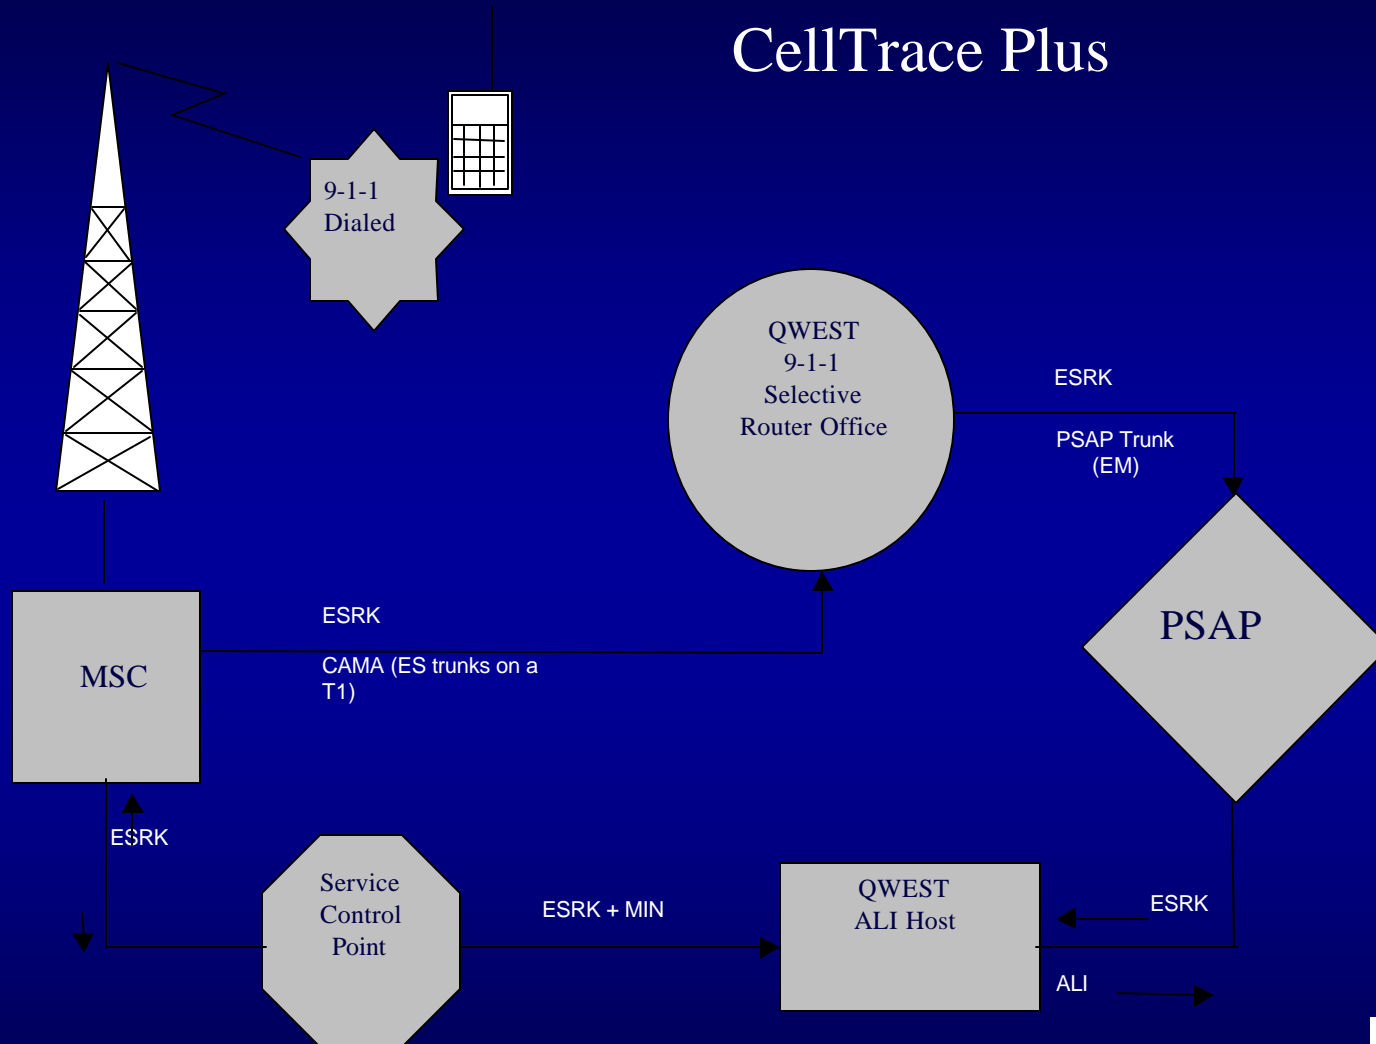 CellTrace Plus
9-1-1
Dialed
QWEST
9-1-1
Selective
Router Office
ESRK
PSAP Trunk
(EM)
PSAP
MSC
ESRK
CAMA (ES trunks on a
T1)
ESRK
Service
Control
Point
ESRK + MIN
QWEST
ALI Host
ESRK
ALI